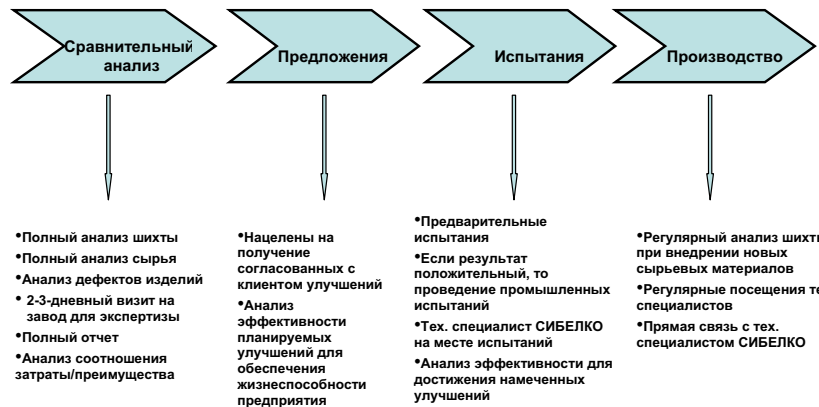 Сравнительный
анализ
Предложения
Испытания
Производство
•Полный анализ шихты
•Полный анализ сырья
•Анализ дефектов изделий
• 2-3-дневный визит на
завод для экспертизы
•Полный отчет
•Анализ соотношения
затраты/преимущества
•Нацелены на
получение
согласованных с
клиентом улучшений
•Анализ
эффективности
планируемых
улучшений для
обеспечения
жизнеспособности
предприятия
•Предварительные
испытания
•Если результат
положительный, то
проведение промышленных
испытаний
•Тех. специалист СИБЕЛКО
на месте испытаний
•Анализ эффективности для
достижения намеченных
улучшений
•Регулярный анализ шихты
при внедрении новых
сырьевых материалов
•Регулярные посещения
специалистов
•Прямая связь с тех.
специалистом СИБЕЛКО